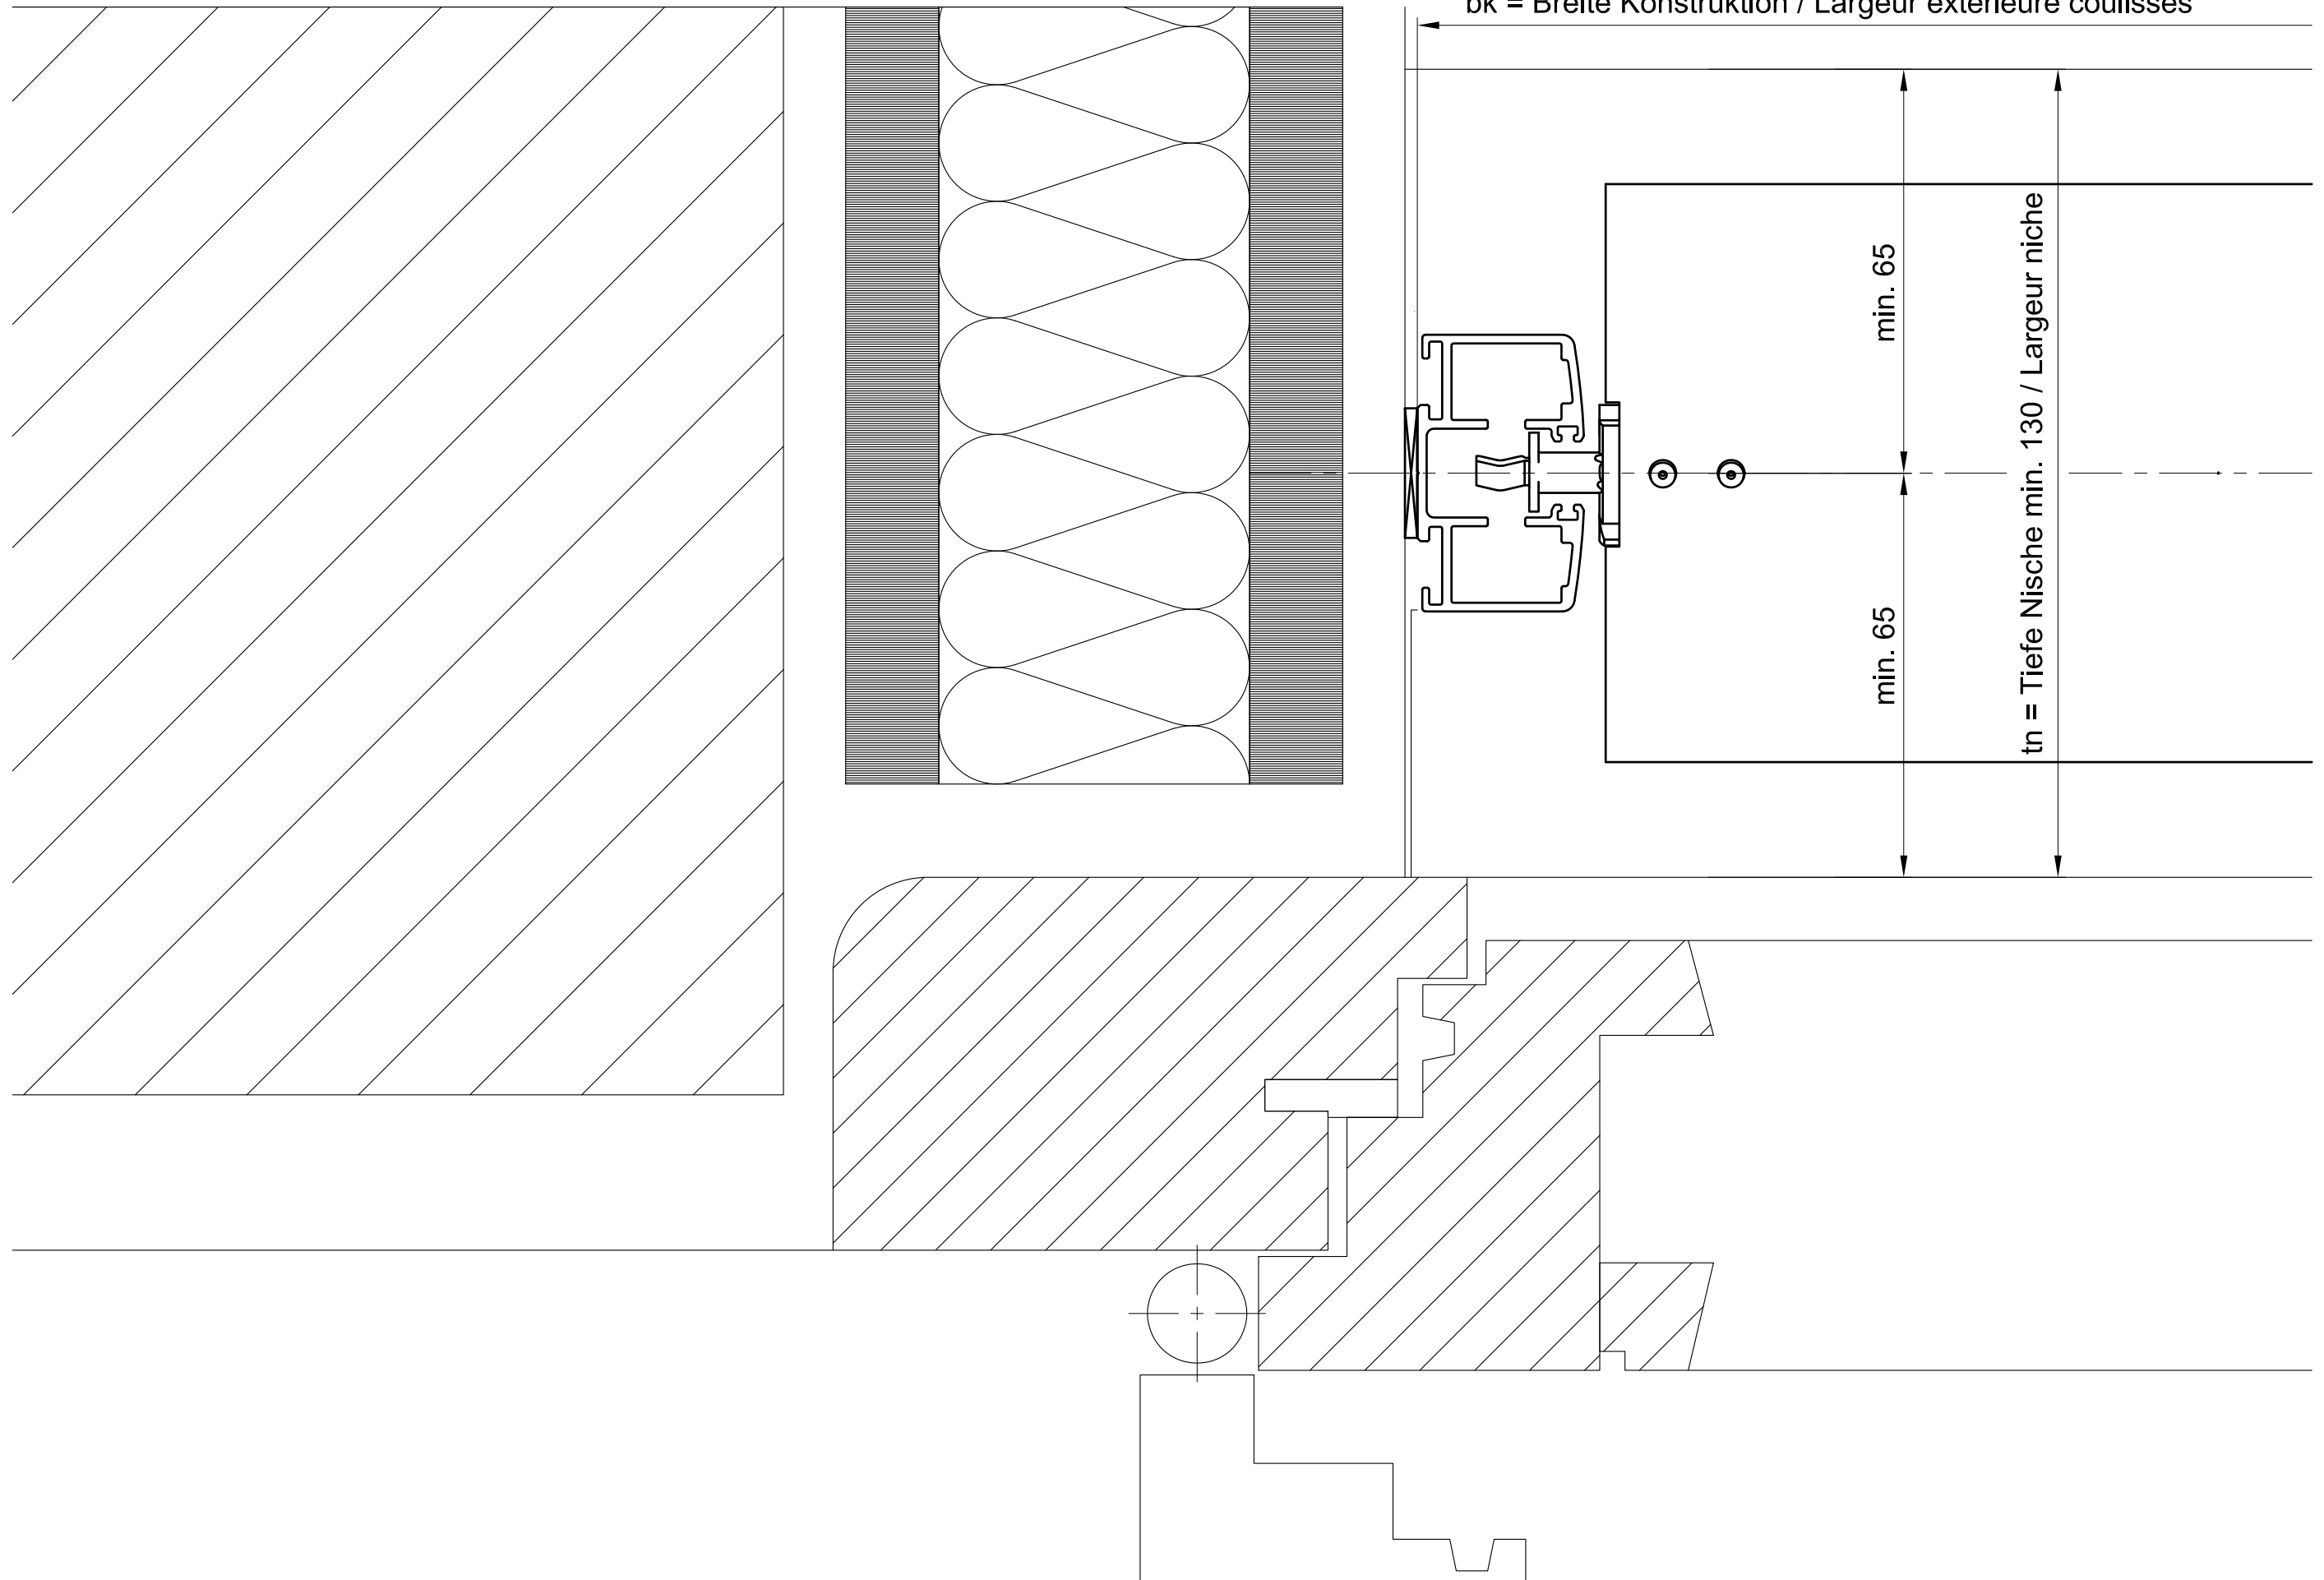 bk = Breite Konstruktion / Largeur extérieure coulisses
min. 65
tn = Tiefe Nische min. 130 / Largeur niche
min. 65